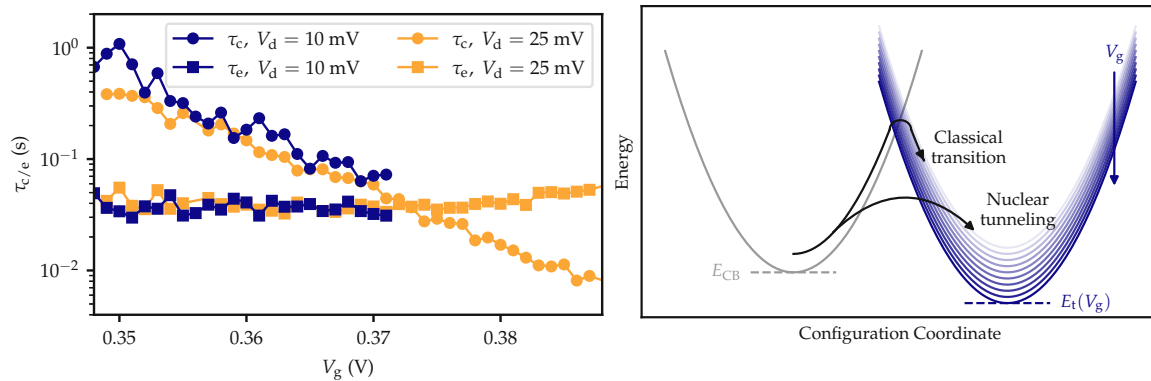 τc, Vd = 10 mV
τe, Vd = 10 mV
τc, Vd = 25 mV
τe, Vd = 25 mV
10⁰
10⁻¹
10⁻²
τc/e (s)
0.35
0.36
0.37
0.38
Vg (V)
Energy
Vg
Classical
transition
Nuclear
tunneling
ECB
Et(Vg)
Configuration Coordinate